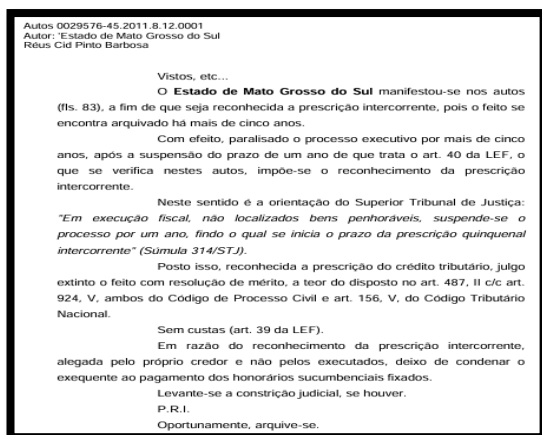 Autos 0029576-45.2011.8.12.0001
Autor: 'Estado de Mato Grosso do Sul
Réus Cid Pinto Barbosa
Vistos, etc...
O Estado de Mato Grosso do Sul manifestou-se nos autos
(fls. 83), a fim de que seja reconhecida a prescrição intercorrente, pois o feito se
encontra arquivado há mais de cinco anos.
Com efeito, paralisado o processo executivo por mais de cinco
anos, após a suspensão do prazo de um ano de que trata o art. 40 da LEF, o
que se verifica nestes autos, impõe-se o reconhecimento da prescrição
intercorrente.
Neste sentido é a orientação do Superior Tribunal de Justiça:
"Em execução fiscal, não localizados bens penhoráveis, suspende-se o
processo por um ano, findo o qual se inicia o prazo da prescrição quinquenal
intercorrente" (Súmula 314/STJ).
Posto isso, reconhecida a prescrição do crédito tributário, julgo
extinto o feito com resolução de mérito, a teor do disposto no art. 487, II c/c art.
924, V, ambos do Código de Processo Civil e art. 156, V, do Código Tributário
Nacional.
Sem custas (art. 39 da LEF).
Em razão do reconhecimento da prescrição intercorrente,
alegada pelo próprio credor e não pelos executados, deixo de condenar o
exequente ao pagamento dos honorários sucumbenciais fixados.
Levante-se a constrição judicial, se houver.
P.R.I.
Oportunamente, arquive-se.